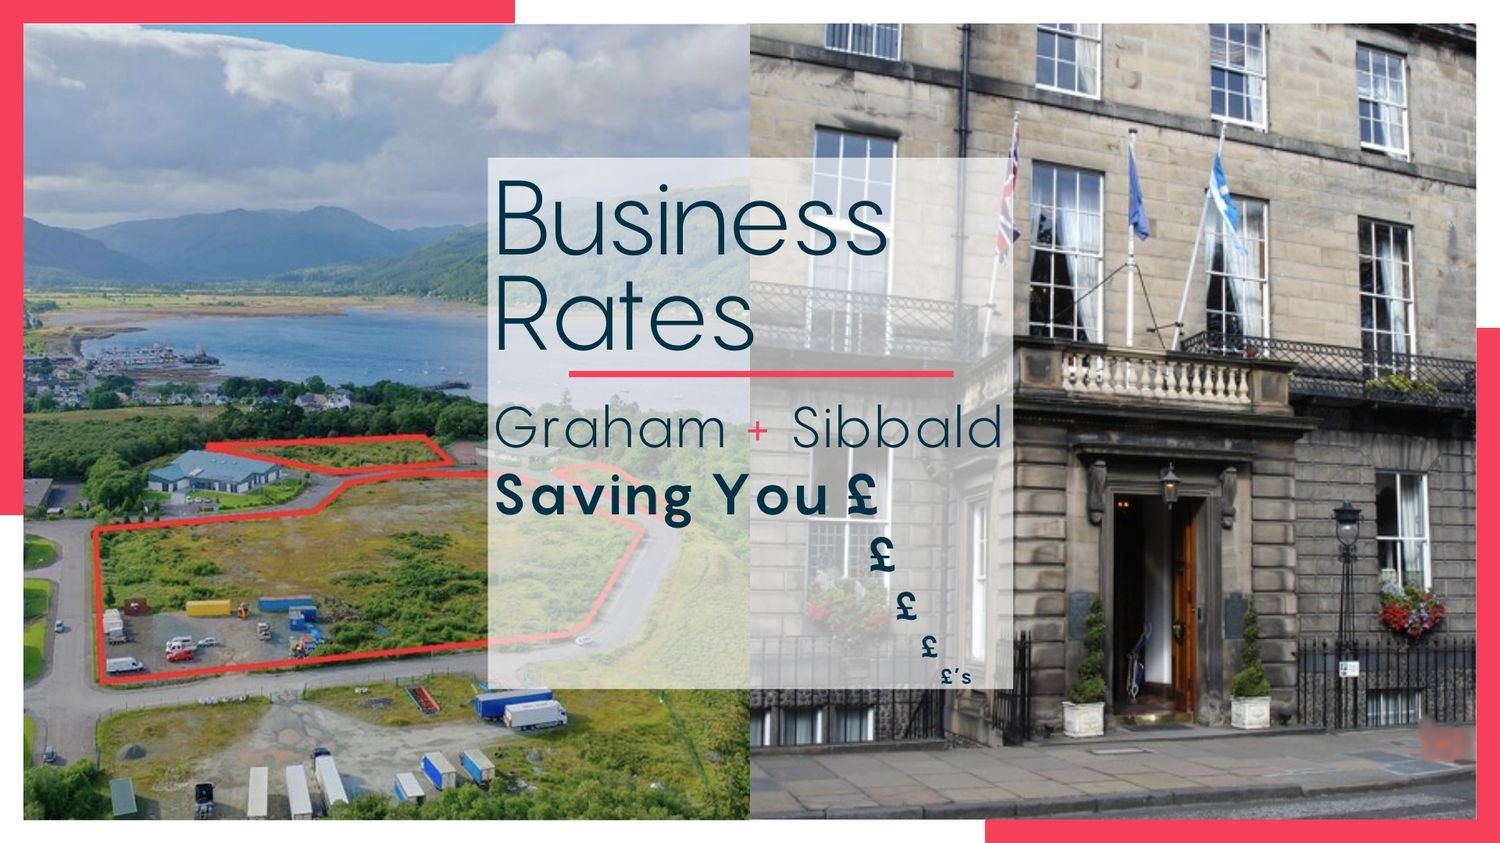 Business
Rates
Graham + Sibbald
Saving You £
£
£
£
£'s